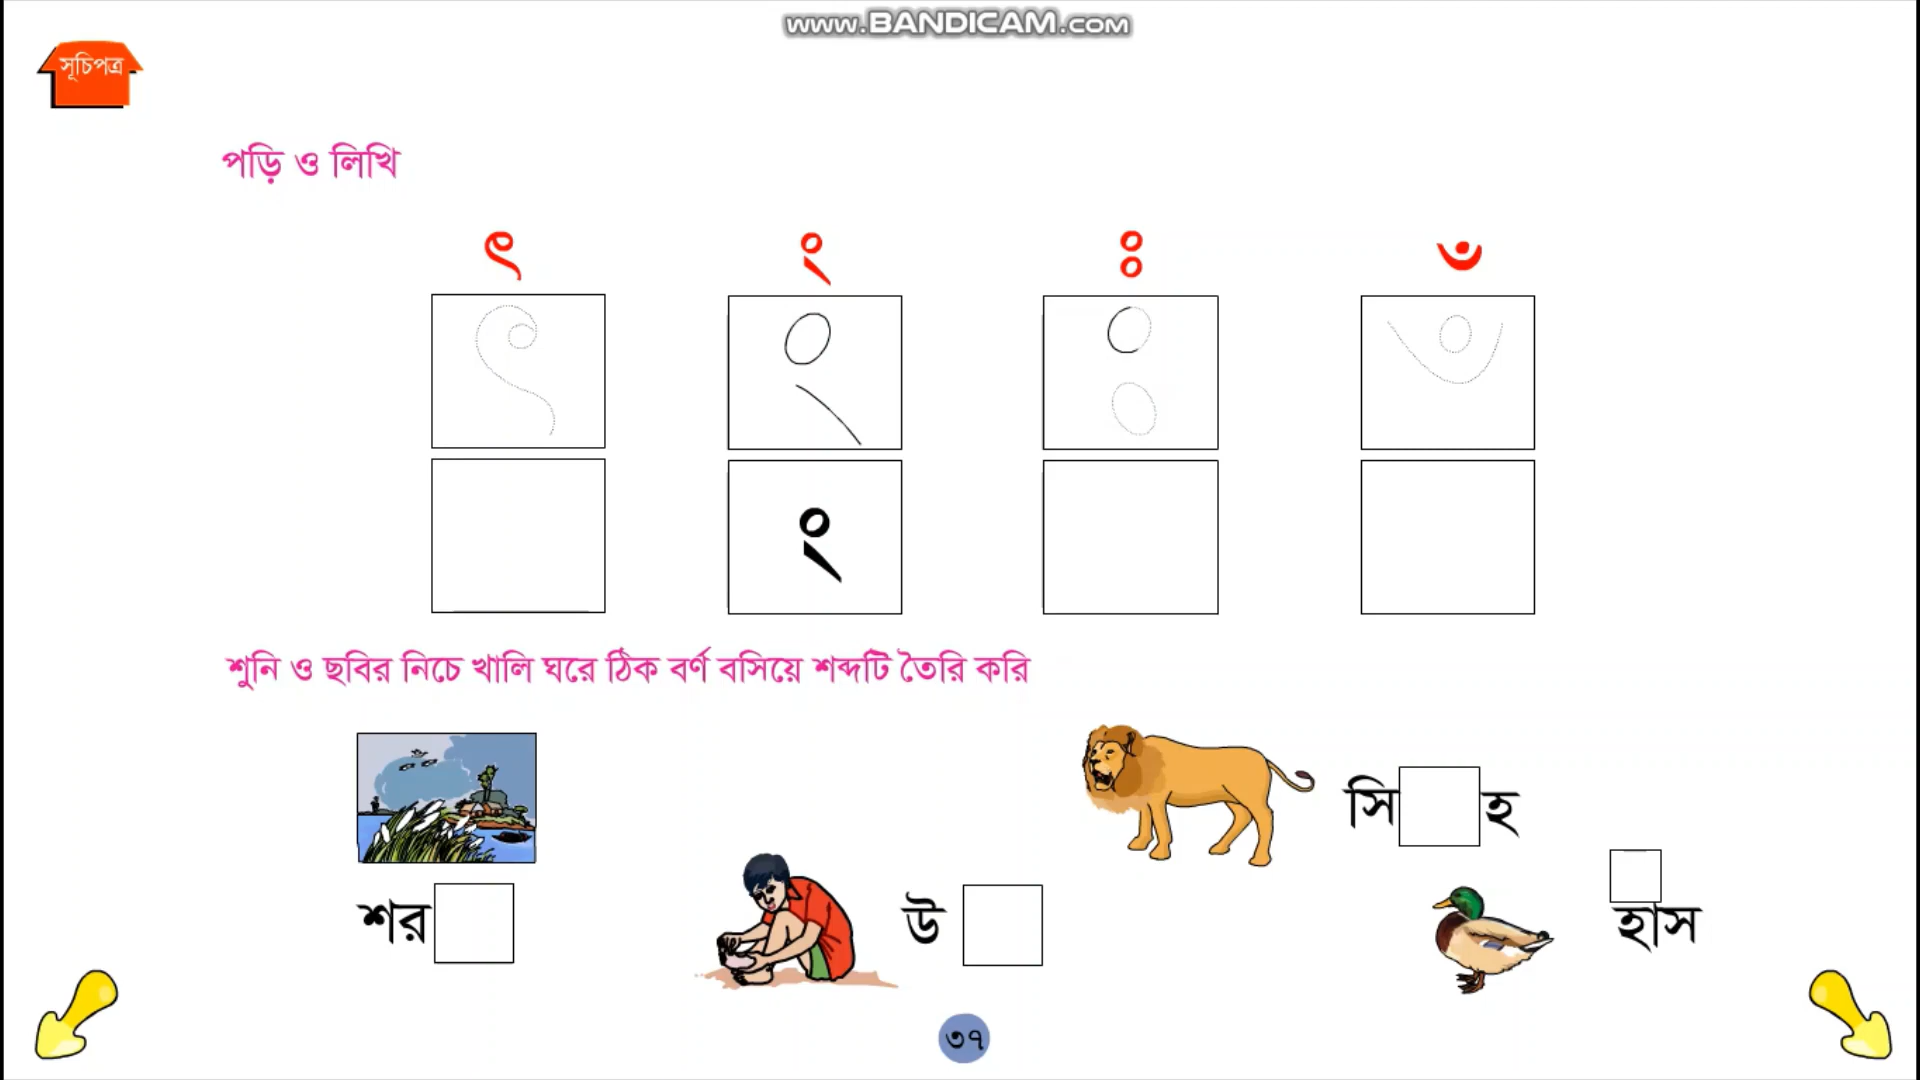 www.BANDICAM.com
সূচিপত্র
পড়ি ও লিখি
ৎ ং ঃ ঁ
ং
শুনি ও ছবির নিচে খালি ঘরে ঠিক বর্ণ বসিয়ে শব্দটি তৈরি করি
সি হ
শর উ হাস
৩৭